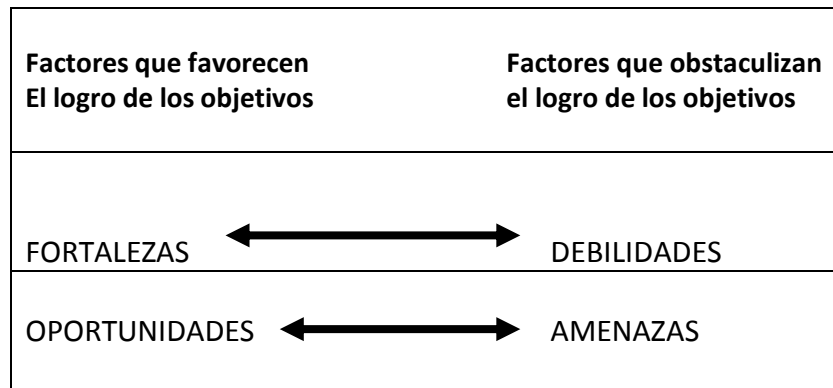 Factores que favorecen
El logro de los objetivos
Factores que obstaculizan
el logro de los objetivos
FORTALEZAS
DEBILIDADES
OPORTUNIDADES
AMENAZAS